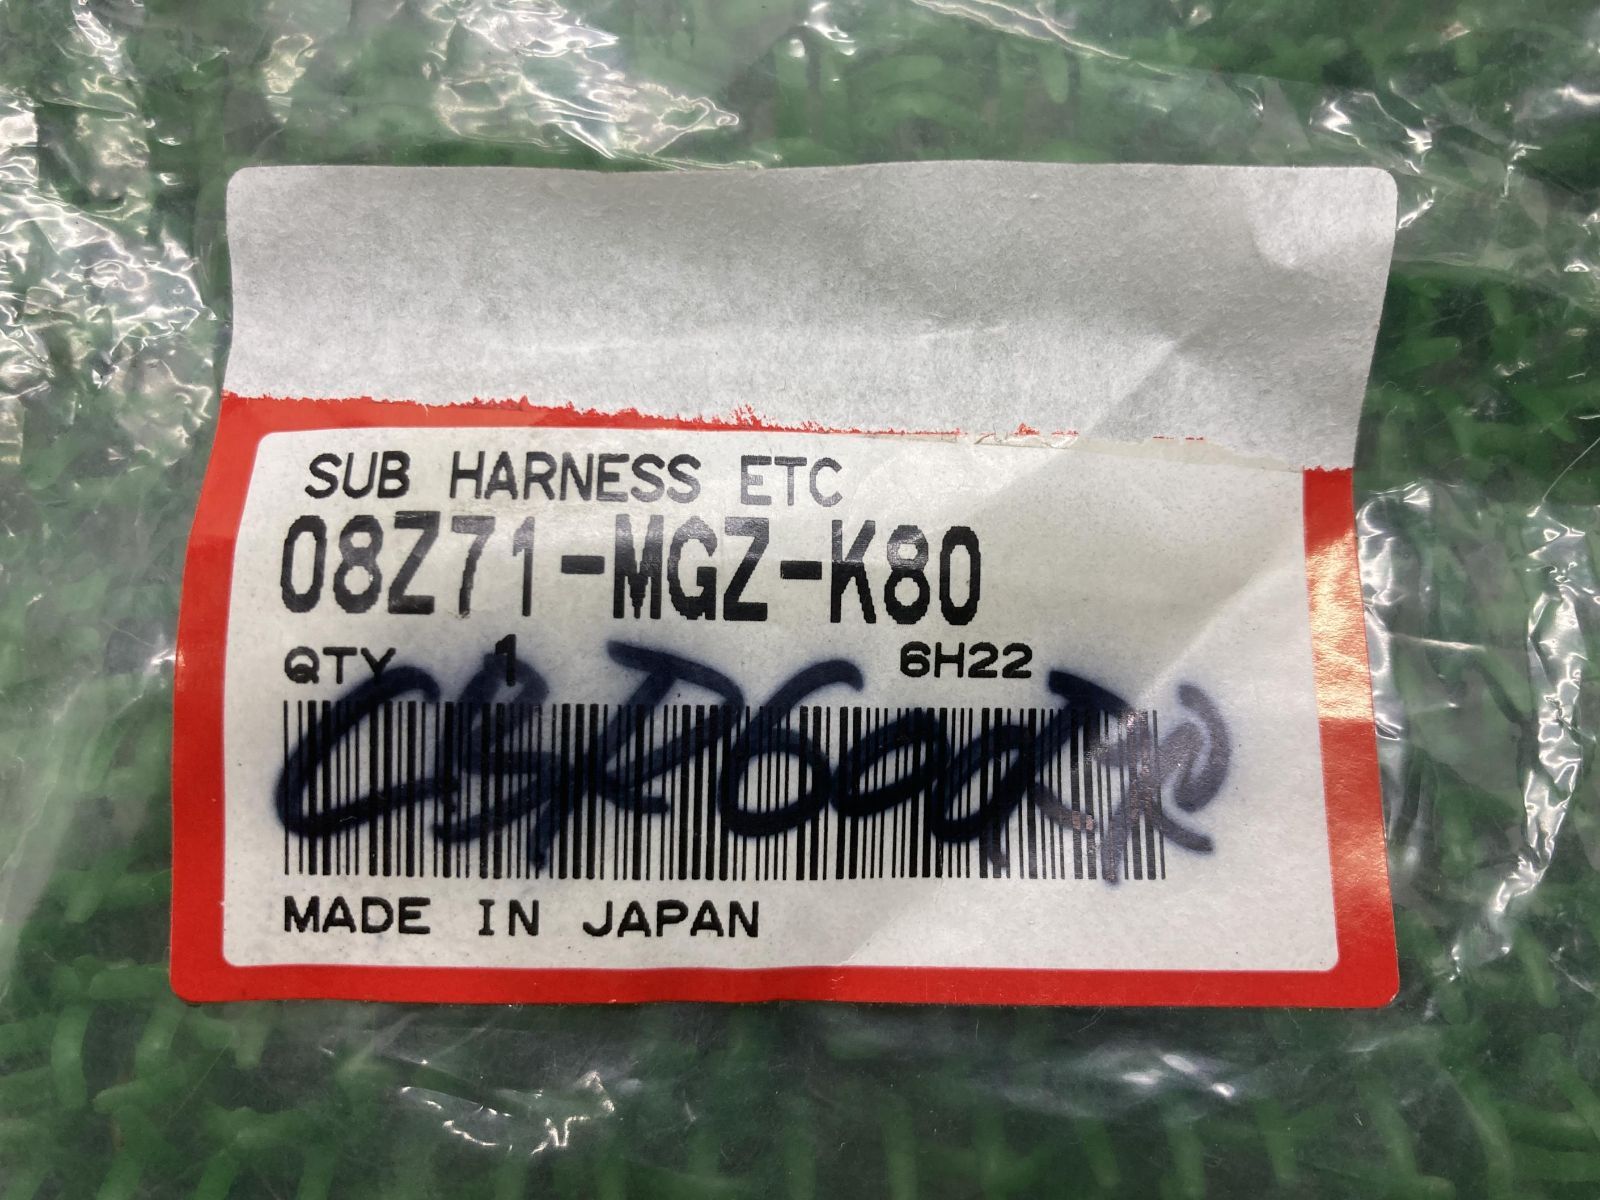 SUB HARNESS ETC
08Z71-MGZ-K80
QTY 1 6H22
MADE IN JAPAN